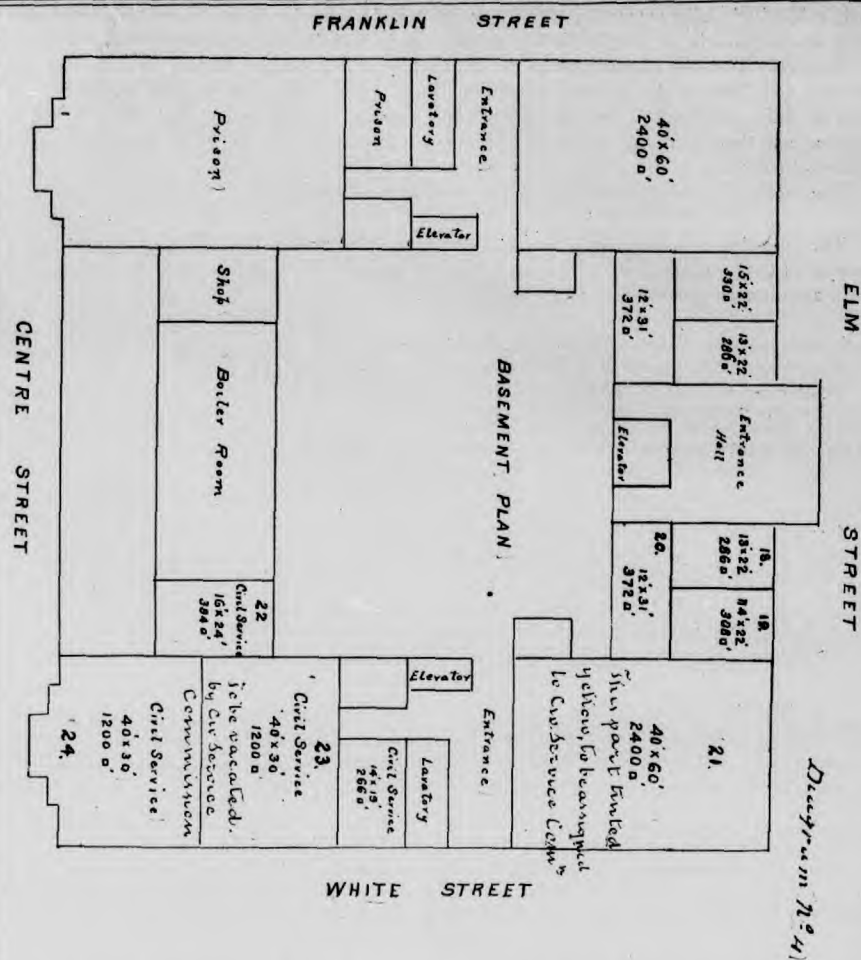 FRANKLIN STREET
Prison
Prison
Lavatory
Entrance
Elevator
40'x60'
2400 □'
ELM STREET
15'x22'
330 □'
13'x22'
286 □'
12'x31'
372 □'
Shop
Boiler Room
CENTRE STREET
BASEMENT PLAN
Entrance
Hall
Elevator
18.
13'x22'
286 □'
19.
14'x22'
308 □'
20.
12'x31'
372 □'
22
Civil Service
16'x24'
384 □'
24.
40'x30'
1200 □'
Civil Service
Commission
23.
Civil Service
40'x30'
1200 □'
to be vacated.
by Civ Service
Elevator
Civil Service
14'x19'
266 □'
Lavatory
Entrance
21.
40'x60'
2400 □'
This part tinted
yellow, to be assigned
to Civ. Service Com'n
WHITE STREET
Diagram No. 4